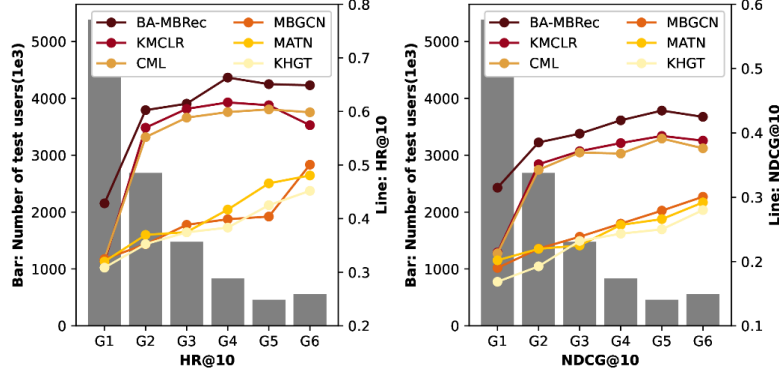 BA-MBRec MBGCN
KMCLR MATN
CML KHGT
5000
4000
3000
2000
1000
0
Bar: Number of test users(1e3)
0.8
0.7
0.6
0.5
0.4
0.3
0.2
Line: HR@10
G1 G2 G3 G4 G5 G6
HR@10
BA-MBRec MBGCN
KMCLR MATN
CML KHGT
5000
4000
3000
2000
1000
0
Bar: Number of test users(1e3)
0.6
0.5
0.4
0.3
0.2
0.1
Line: NDCG@10
G1 G2 G3 G4 G5 G6
NDCG@10